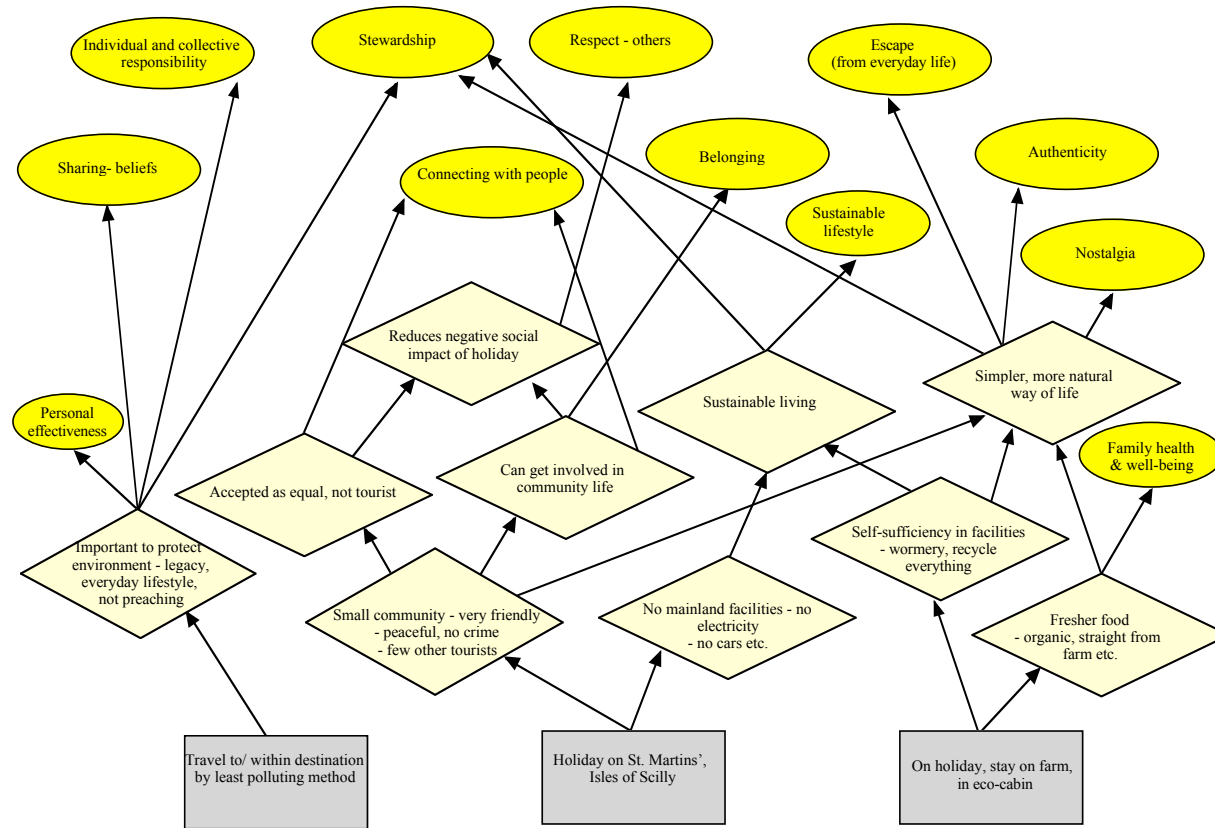 Individual and collective
responsibility
Stewardship
Respect - others
Escape
(from everyday life)
Sharing- beliefs
Connecting with people
Belonging
Authenticity
Sustainable
lifestyle
Nostalgia
Reduces negative social
impact of holiday
Simpler, more natural
way of life
Sustainable living
Personal
effectiveness
Family health
& well-being
Accepted as equal, not tourist
Can get involved in
community life
Self-sufficiency in facilities
- wormery, recycle
everything
Important to protect
environment - legacy,
everyday lifestyle,
not preaching
Small community - very friendly
- peaceful, no crime
- few other tourists
No mainland facilities - no
electricity
- no cars etc.
Fresher food
- organic, straight from
farm etc.
Travel to/ within destination
by least polluting method
Holiday on St. Martins’,
Isles of Scilly
On holiday, stay on farm,
in eco-cabin